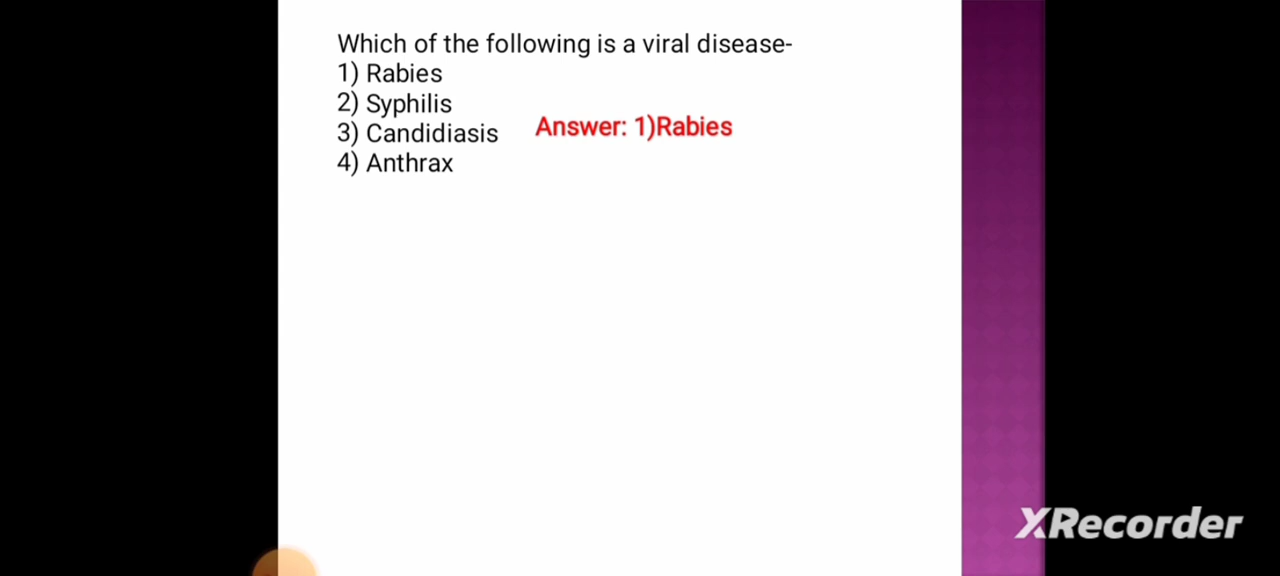 Which of the following is a viral disease-
1) Rabies
2) Syphilis
3) Candidiasis
Answer: 1)Rabies
4) Anthrax
XRecorder